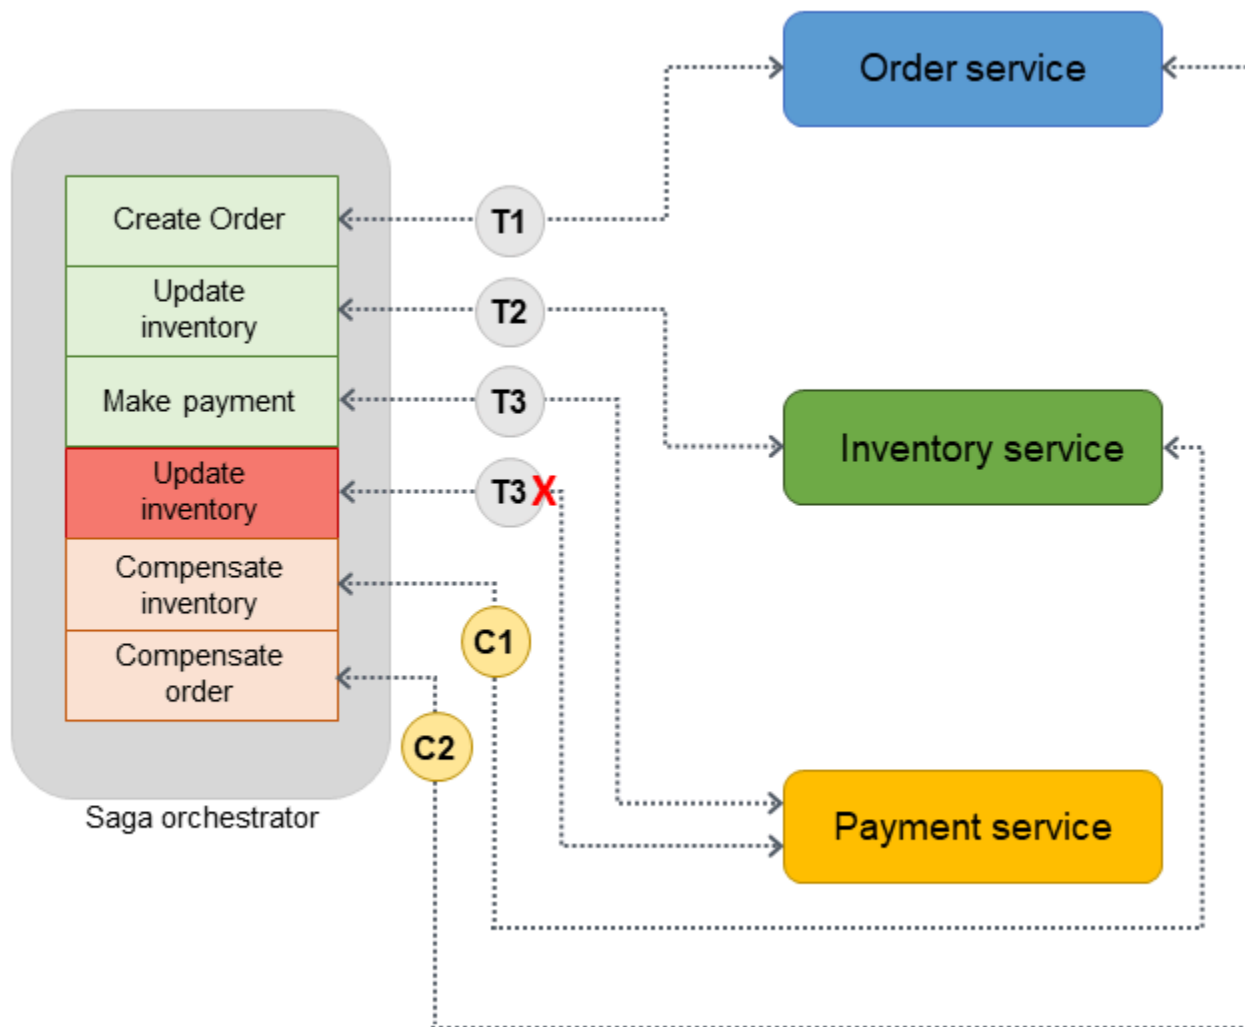 Order service
Create Order
T1
Update
inventory
T2
Make payment
T3
Inventory service
Update
inventory
T3
X
Compensate
inventory
C1
Compensate
order
C2
Saga orchestrator
Payment service